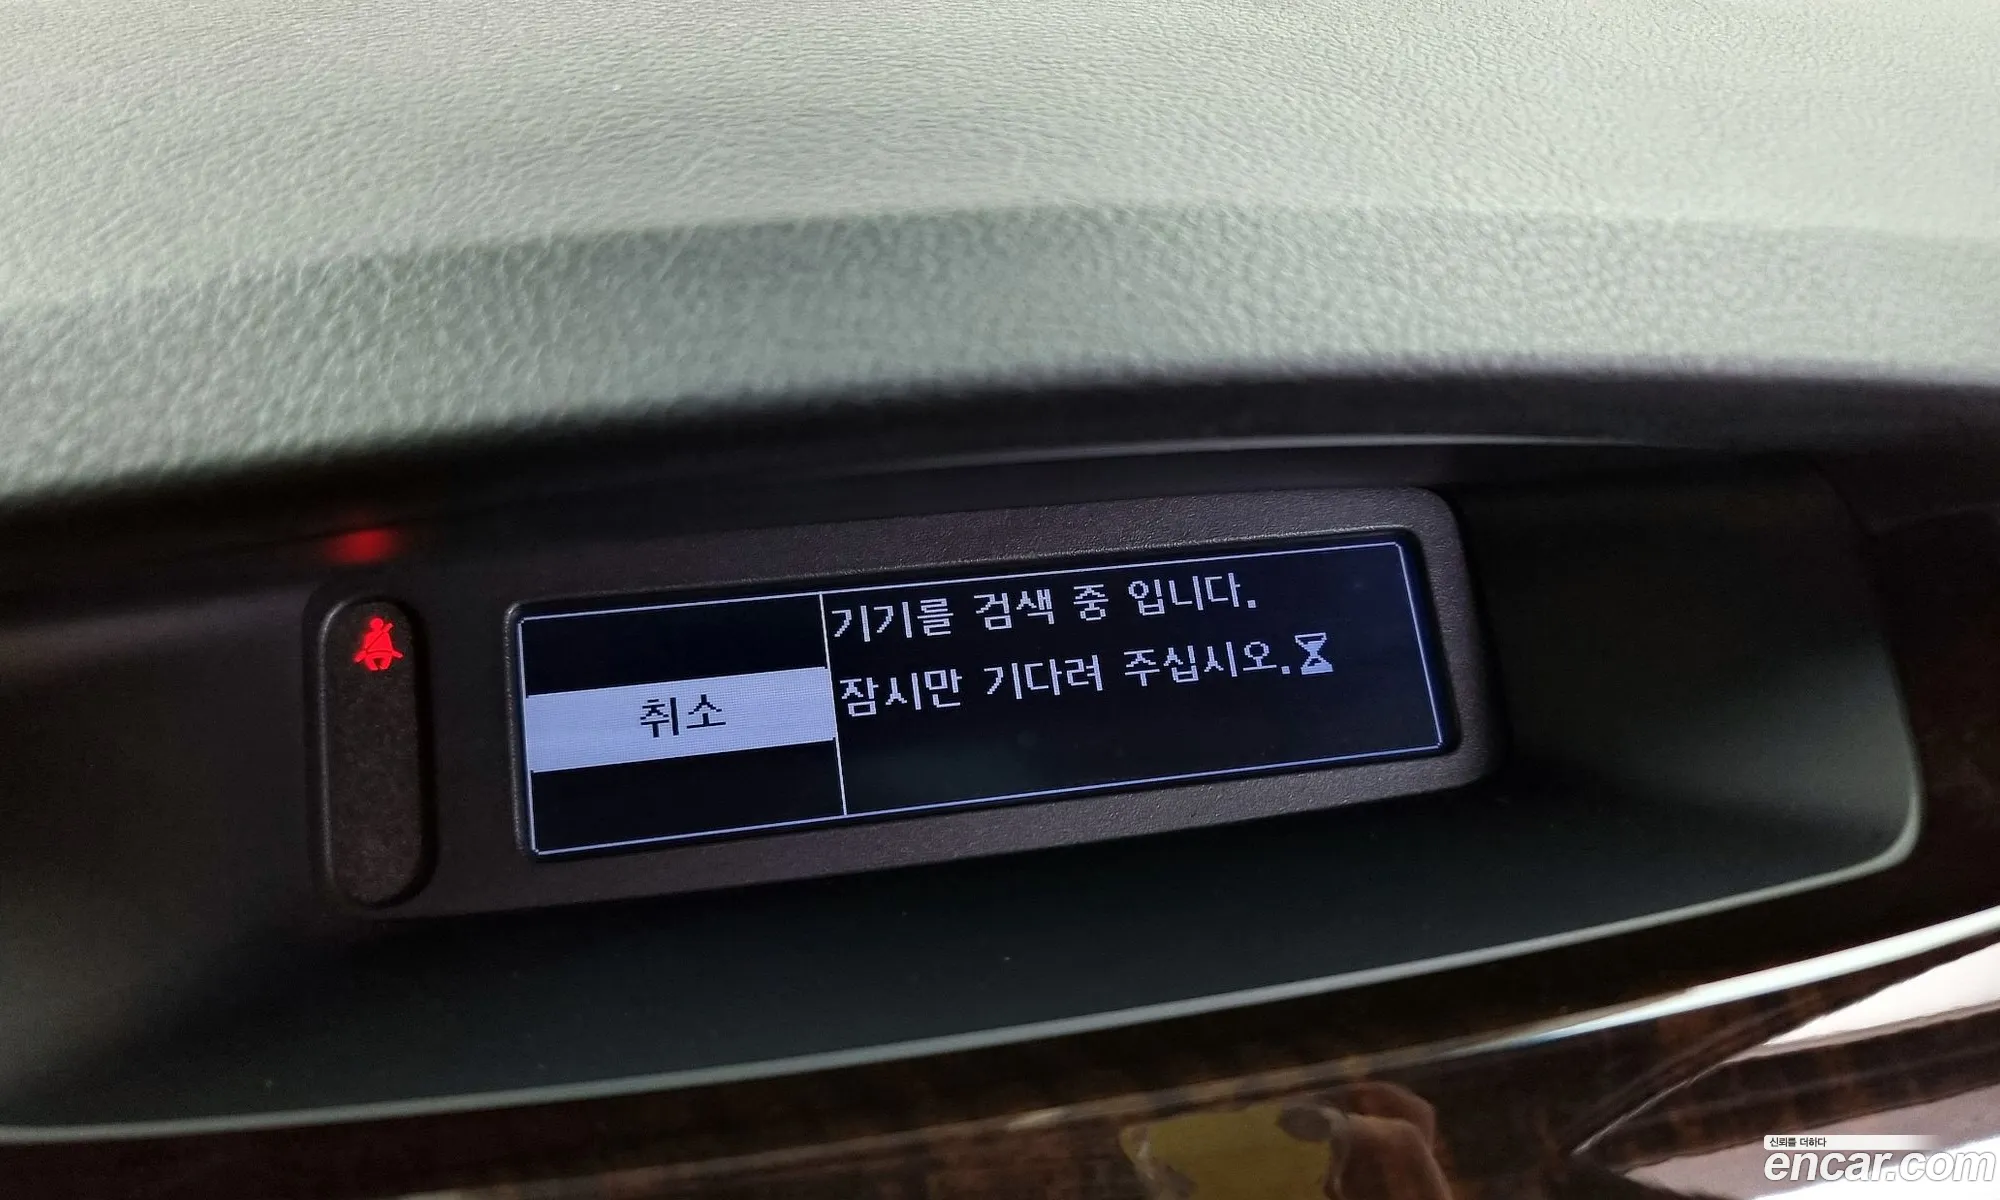 취소
기기를 검색 중 입니다.
잠시만 기다려 주십시오.
신뢰를 더하다
encar.com